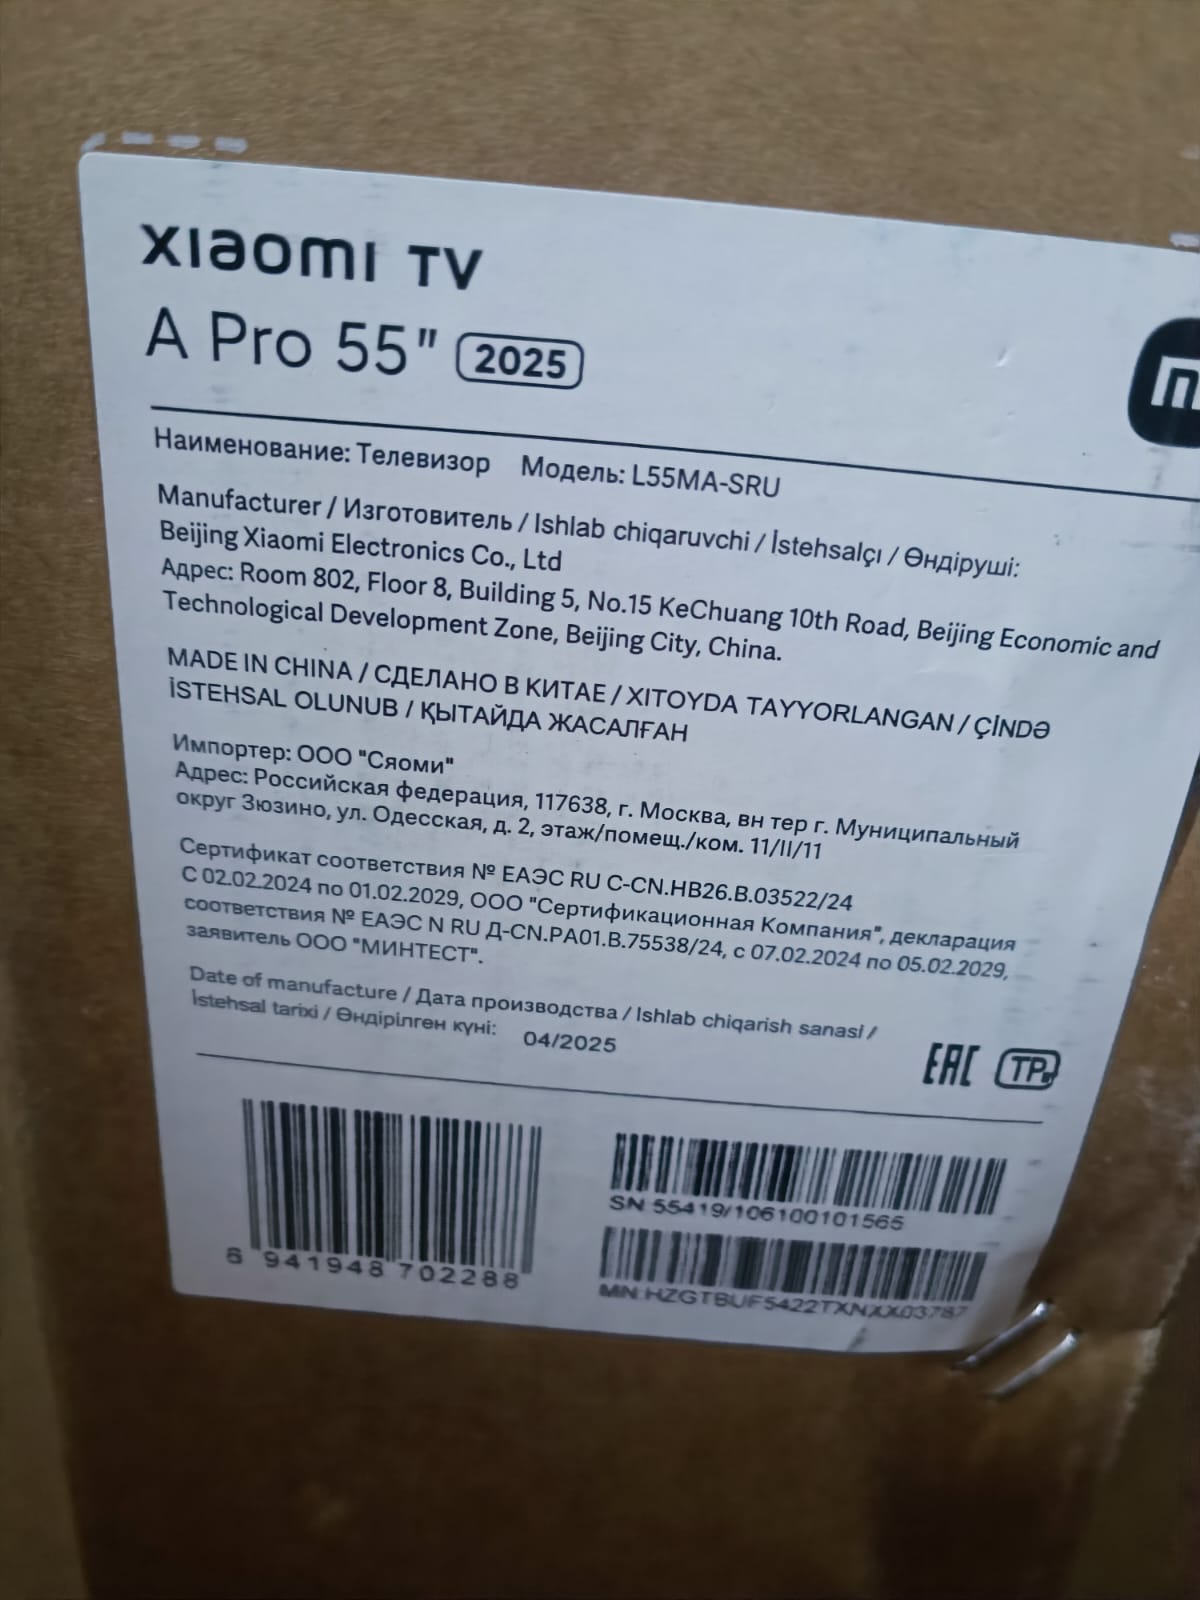 xiaomi TV
A Pro 55" 2025
Наименование: Телевизор Модель: L55MA-SRU
Manufacturer / Изготовитель / Ishlab chiqaruvchi / İstehsalçı / Өндіруші:
Beijing Xiaomi Electronics Co., Ltd
Адрес: Room 802, Floor 8, Building 5, No.15 KeChuang 10th Road, Beijing Economic and
Technological Development Zone, Beijing City, China.
MADE IN CHINA / СДЕЛАНО В КИТАЕ / XITOYDA TAYYORLANGAN / ÇİNDƏ
İSTEHSAL OLUNUB / ҚЫТАЙДА ЖАСАЛҒАН
Импортер: ООО "Сяоми"
Адрес: Российская федерация, 117638, г. Москва, вн тер г. Муниципальный
округ Зюзино, ул. Одесская, д. 2, этаж/помещ./ком. 11/II/11
Сертификат соответствия № ЕАЭС RU C-CN.HB26.B.03522/24
С 02.02.2024 по 01.02.2029, ООО "Сертификационная Компания", декларация
соответствия № ЕАЭС N RU Д-CN.РА01.В.75538/24, с 07.02.2024 по 05.02.2029,
заявитель ООО "МИНТЕСТ".
Date of manufacture / Дата производства / Ishlab chiqarish sanasi /
İstehsal tarixi / Өндірілген күні: 04/2025
EAC TP
6 941948 702288
SN:55419/106100101565
MN:HZGTBUF5422TXNXX03787